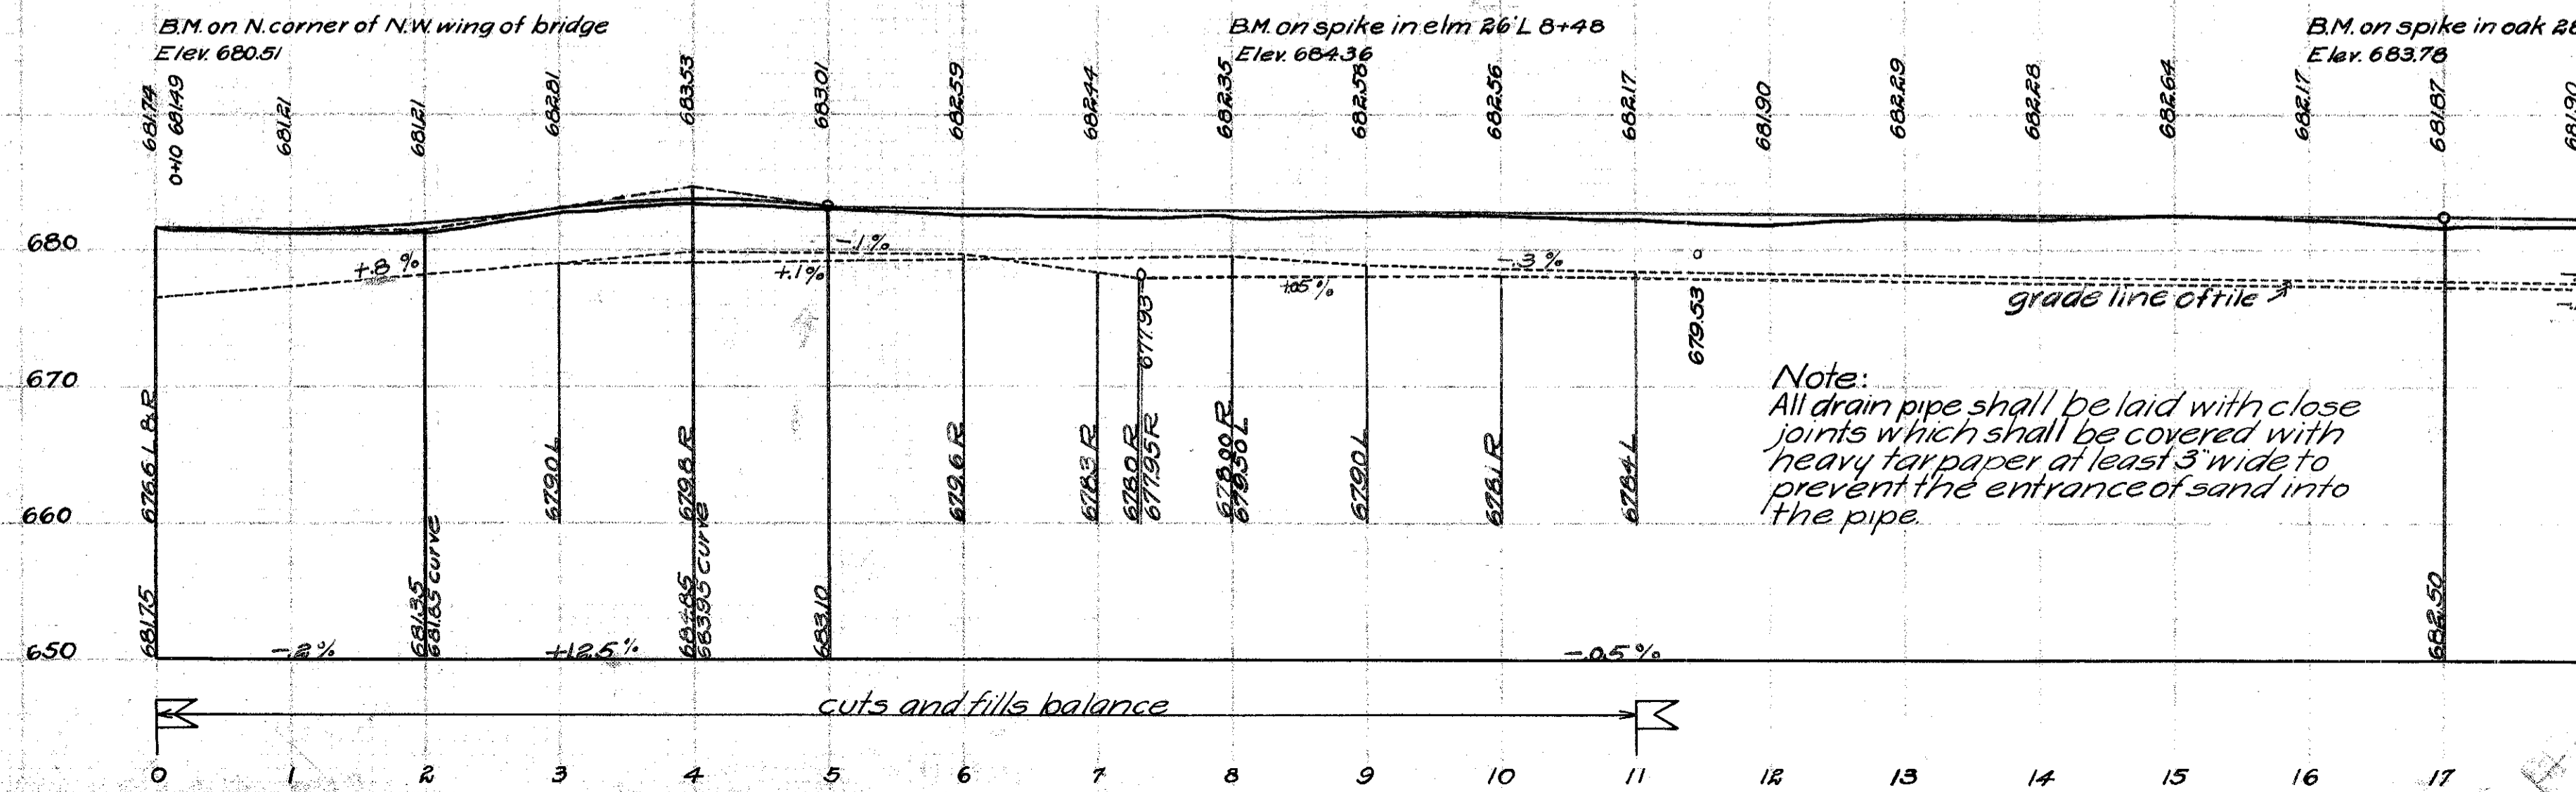 B.M. on N. corner of N.W. wing of bridge
Elev. 680.51
B.M. on spike in elm 26' L 8+48
Elev. 684.36
B.M. on spike in oak 28
Elev. 683.78
681.74
0+10 681.49
681.21
681.21
682.81
683.53
683.01
682.59
682.44
682.35
682.58
682.56
682.17
681.90
682.29
682.28
682.64
682.17
681.87
681.90
680
+.8 %
-.1 %
+.1 %
+.05 %
-.3 %
grade line of tile
677.93
679.53
670
Note:
All drain pipe shall be laid with close
joints which shall be covered with
heavy tarpaper at least 3" wide to
prevent the entrance of sand into
the pipe.
676.6 L & R
679.0 L
679.8 R
679.6 R
678.3 R
678.0 R
677.95 R
678.00 R
679.50 L
679.0 L
678.1 R
678.4 L
660
681.75
681.35
681.85 curve
684.85
683.95 curve
683.10
682.50
650
-.2 %
+1.25 %
-.05 %
cuts and fills balance
0 1 2 3 4 5 6 7 8 9 10 11 12 13 14 15 16 17